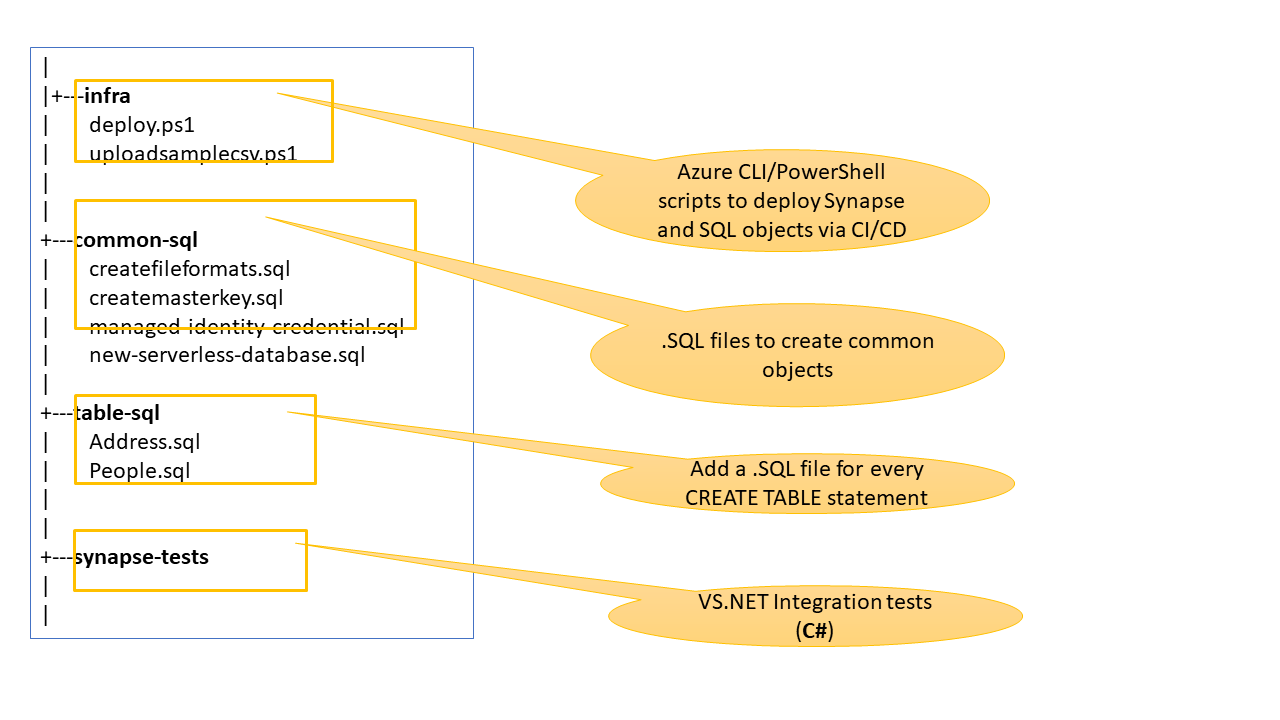 |
|+---infra
|       deploy.ps1
|       uploadsamplecsv.ps1
|
|
+---common-sql
|       createfileformats.sql
|       createmasterkey.sql
|       managed-identity-credential.sql
|       new-serverless-database.sql
|
+---table-sql
|       Address.sql
|       People.sql
|
|
+---synapse-tests
|
|
Azure CLI/PowerShell
scripts to deploy Synapse
and SQL objects via CI/CD
.SQL files to create common
objects
Add a .SQL file for every
CREATE TABLE statement
VS.NET Integration tests
(C#)